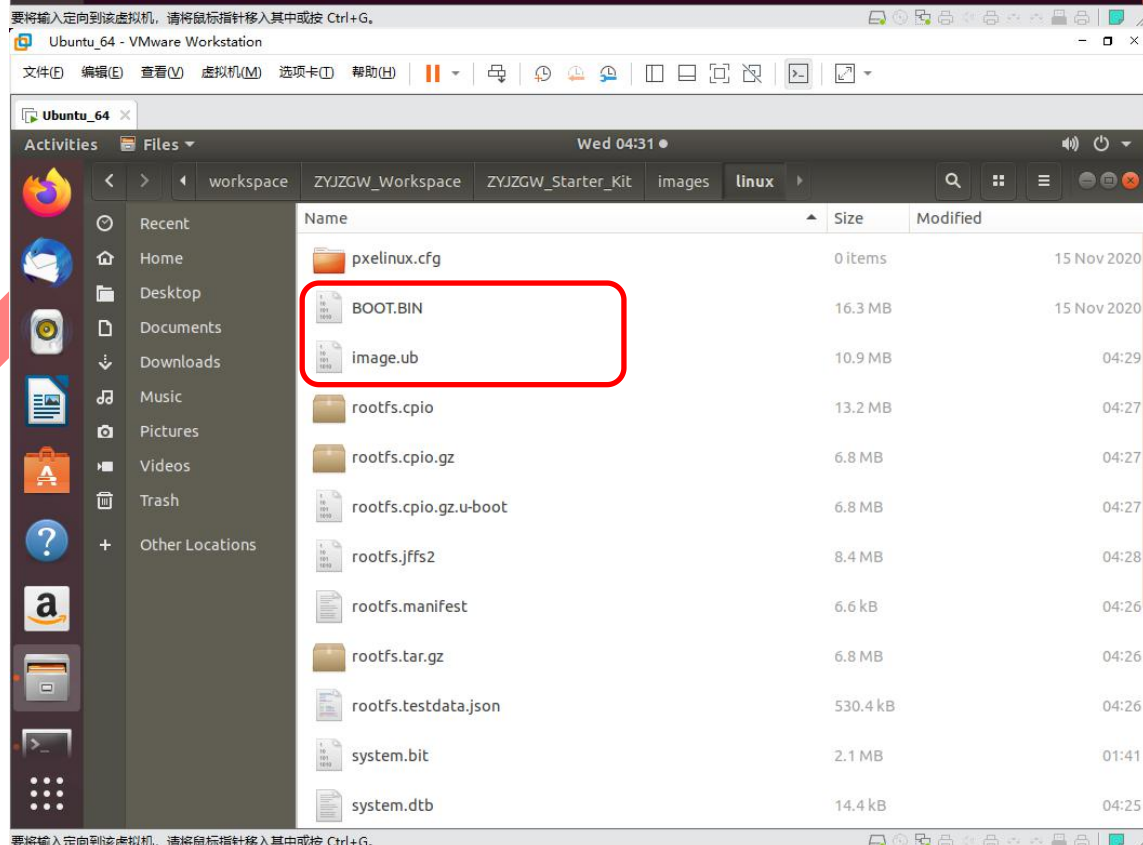 要将输入定向到该虚拟机，请将鼠标指针移入其中或按 Ctrl+G。
Ubuntu_64 - VMware Workstation
文件(F) 编辑(E) 查看(V) 虚拟机(M) 选项卡(T) 帮助(H)
Ubuntu_64
Activities Files Wed 04:31
workspace ZYJZGW_Workspace ZYJZGW_Starter_Kit images linux
Name Size Modified
Recent
Home
Desktop
Documents
Downloads
Music
Pictures
Videos
Trash
Other Locations
pxelinux.cfg 0 items 15 Nov 2020
BOOT.BIN 16.3 MB 15 Nov 2020
image.ub 10.9 MB 04:29
rootfs.cpio 13.2 MB 04:27
rootfs.cpio.gz 6.8 MB 04:27
rootfs.cpio.gz.u-boot 6.8 MB 04:27
rootfs.jffs2 8.4 MB 04:28
rootfs.manifest 6.6 kB 04:26
rootfs.tar.gz 6.8 MB 04:26
rootfs.testdata.json 530.4 kB 04:26
system.bit 2.1 MB 01:41
system.dtb 14.4 kB 04:25
要将输入定向到该虚拟机，请将鼠标指针移入其中或按 Ctrl+G。